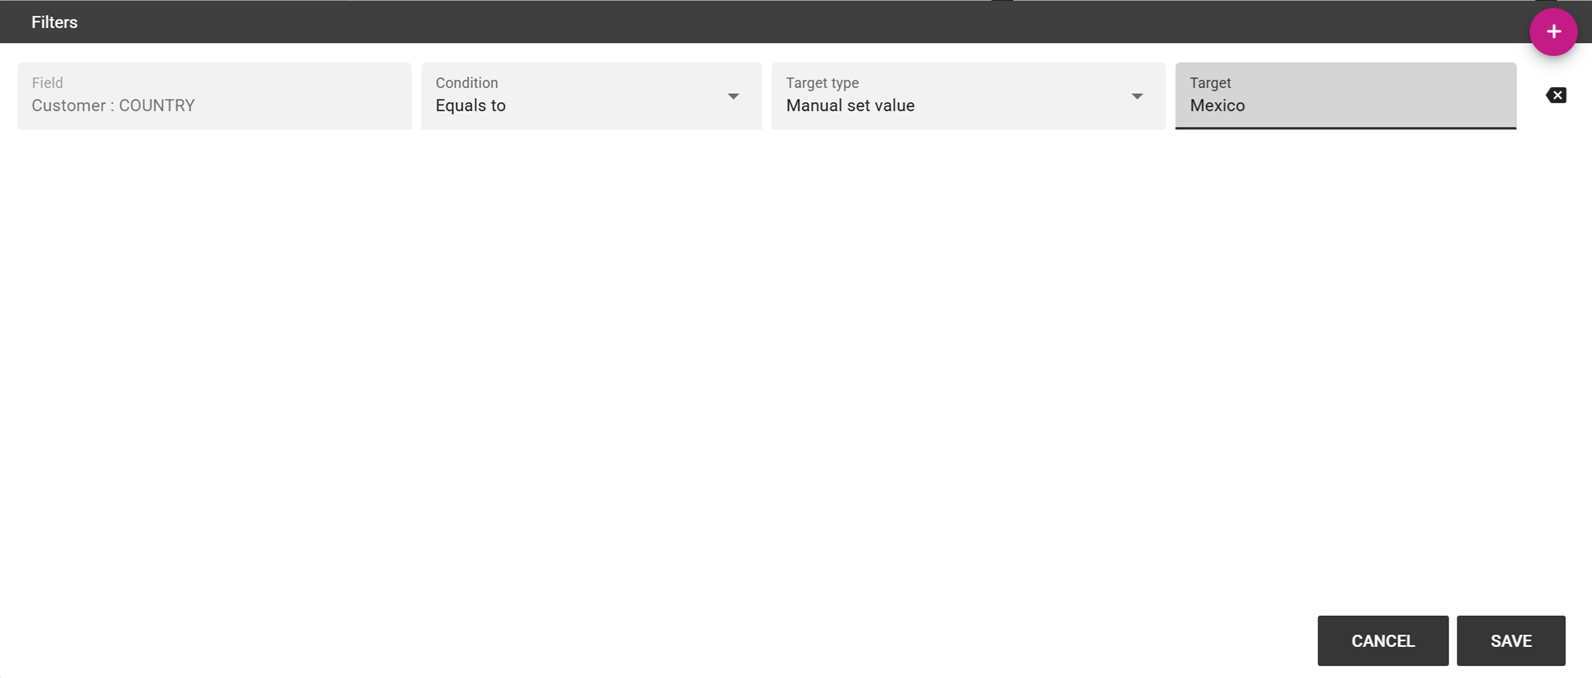 Filters
+
Field
Customer : COUNTRY
Condition
Equals to
Target type
Manual set value
Target
Mexico
CANCEL
SAVE